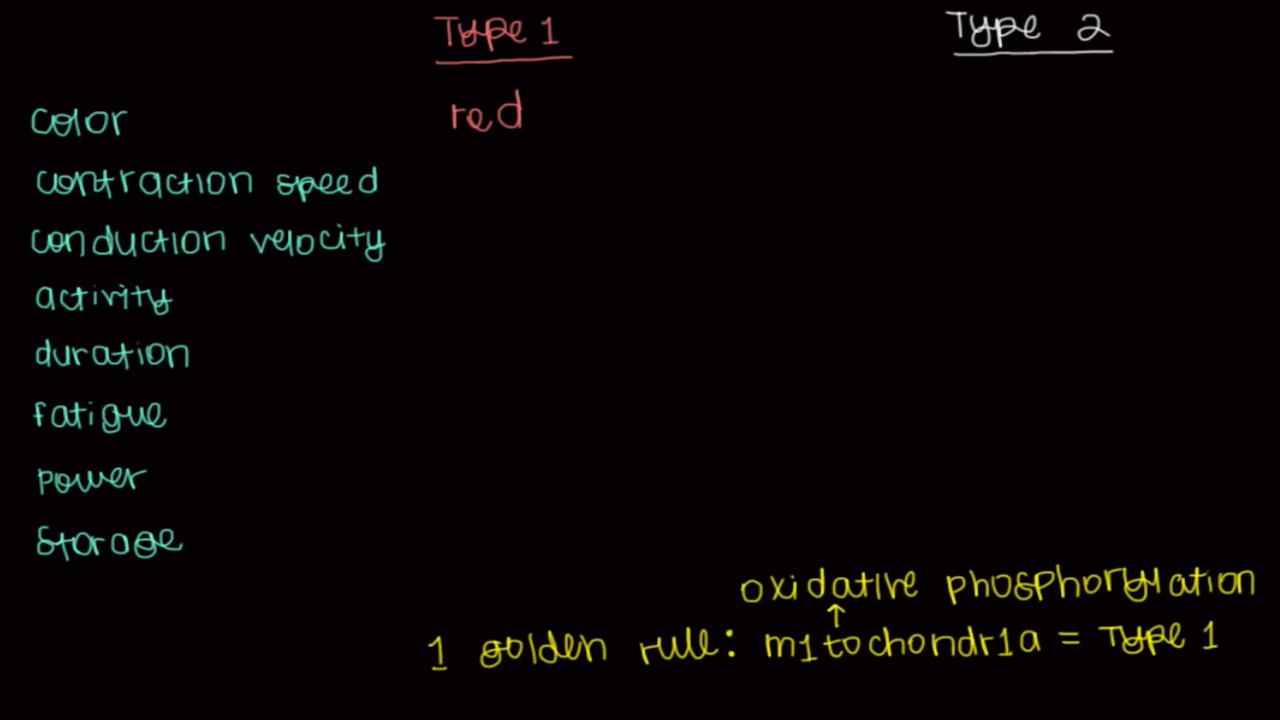 Type 1 Type 2
color red
contraction speed
conduction velocity
activity
duration
fatigue
power
storage
oxidative phosphorylation
↑
1 golden rule: mitochondria = Type 1